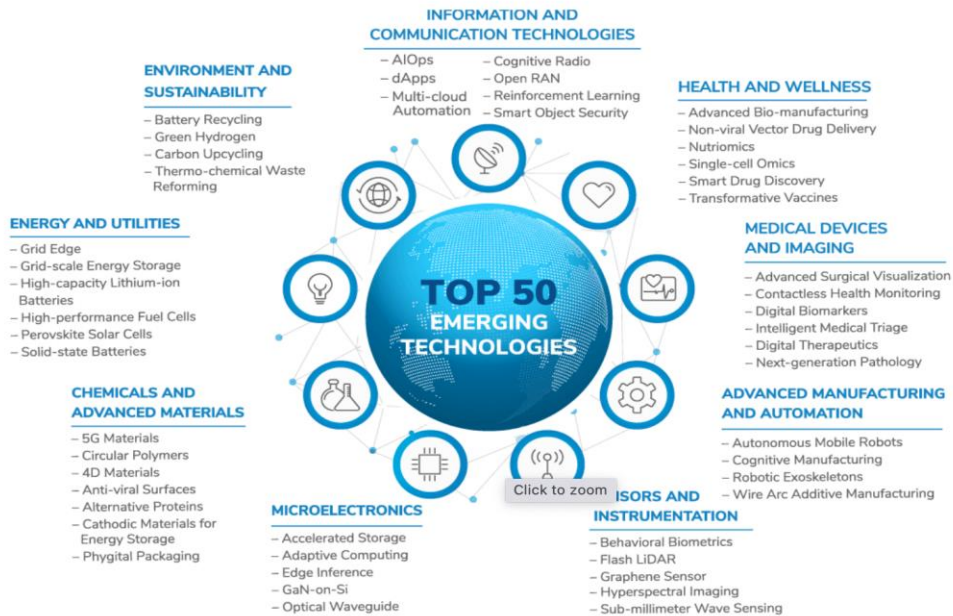 INFORMATION AND
COMMUNICATION TECHNOLOGIES
– AIOps
– dApps
– Multi-cloud
Automation
– Cognitive Radio
– Open RAN
– Reinforcement Learning
– Smart Object Security
ENVIRONMENT AND
SUSTAINABILITY
– Battery Recycling
– Green Hydrogen
– Carbon Upcycling
– Thermo-chemical Waste
Reforming
HEALTH AND WELLNESS
– Advanced Bio-manufacturing
– Non-viral Vector Drug Delivery
– Nutriomics
– Single-cell Omics
– Smart Drug Discovery
– Transformative Vaccines
ENERGY AND UTILITIES
– Grid Edge
– Grid-scale Energy Storage
– High-capacity Lithium-ion
Batteries
– High-performance Fuel Cells
– Perovskite Solar Cells
– Solid-state Batteries
TOP 50
EMERGING
TECHNOLOGIES
MEDICAL DEVICES
AND IMAGING
– Advanced Surgical Visualization
– Contactless Health Monitoring
– Digital Biomarkers
– Intelligent Medical Triage
– Digital Therapeutics
– Next-generation Pathology
CHEMICALS AND
ADVANCED MATERIALS
– 5G Materials
– Circular Polymers
– 4D Materials
– Anti-viral Surfaces
– Alternative Proteins
– Cathodic Materials for
Energy Storage
– Phygital Packaging
ADVANCED MANUFACTURING
AND AUTOMATION
– Autonomous Mobile Robots
– Cognitive Manufacturing
– Robotic Exoskeletons
– Wire Arc Additive Manufacturing
Click to zoom
MICROELECTRONICS
– Accelerated Storage
– Adaptive Computing
– Edge Inference
– GaN-on-Si
– Optical Waveguide
AND
INSTRUMENTATION
– Behavioral Biometrics
– Flash LiDAR
– Graphene Sensor
– Hyperspectral Imaging
– Sub-millimeter Wave Sensing